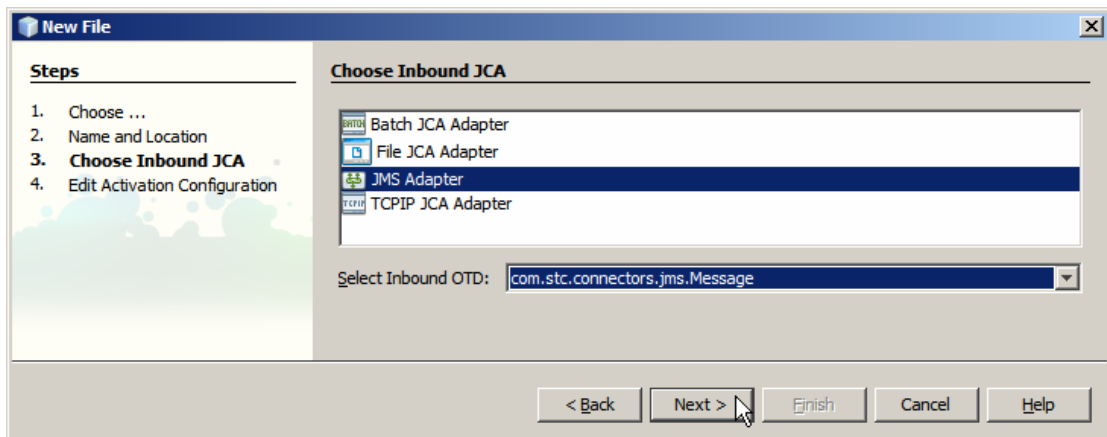 New File
Steps
1. Choose ...
2. Name and Location
3. Choose Inbound JCA
4. Edit Activation Configuration
Choose Inbound JCA
BATCH Batch JCA Adapter
File JCA Adapter
JMS Adapter
TCPIP TCPIP JCA Adapter
Select Inbound OTD: com.stc.connectors.jms.Message
< Back Next > Finish Cancel Help